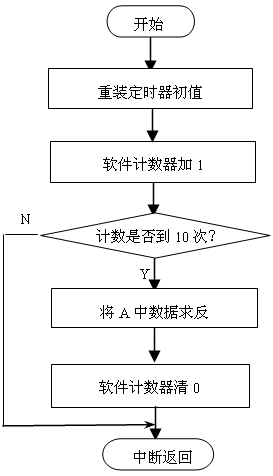 开始
重装定时器初值
软件计数器加 1
N
计数是否到 10 次?
Y
将 A 中数据求反
软件计数器清 0
中断返回